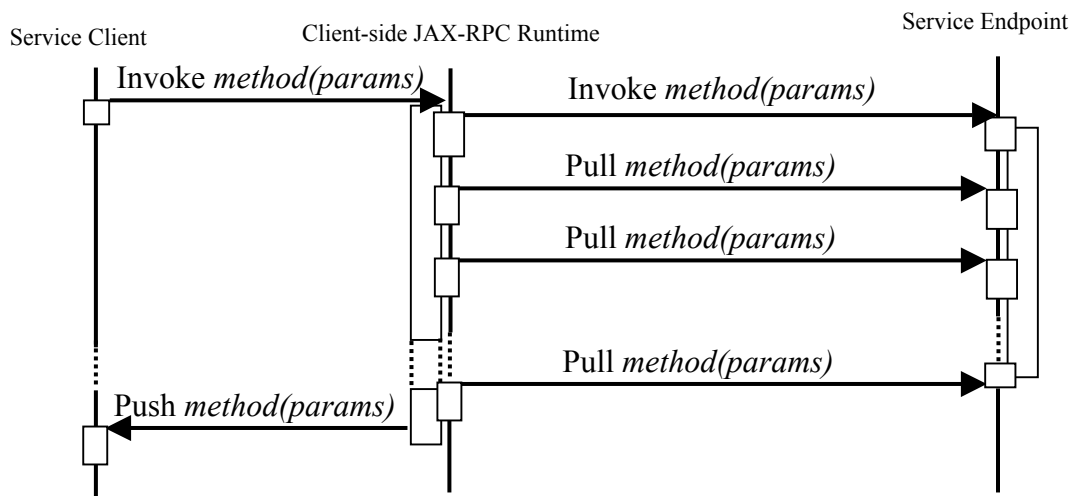 Service Client
Client-side JAX-RPC Runtime
Service Endpoint
Invoke method(params)
Invoke method(params)
Pull method(params)
Pull method(params)
Pull method(params)
Push method(params)